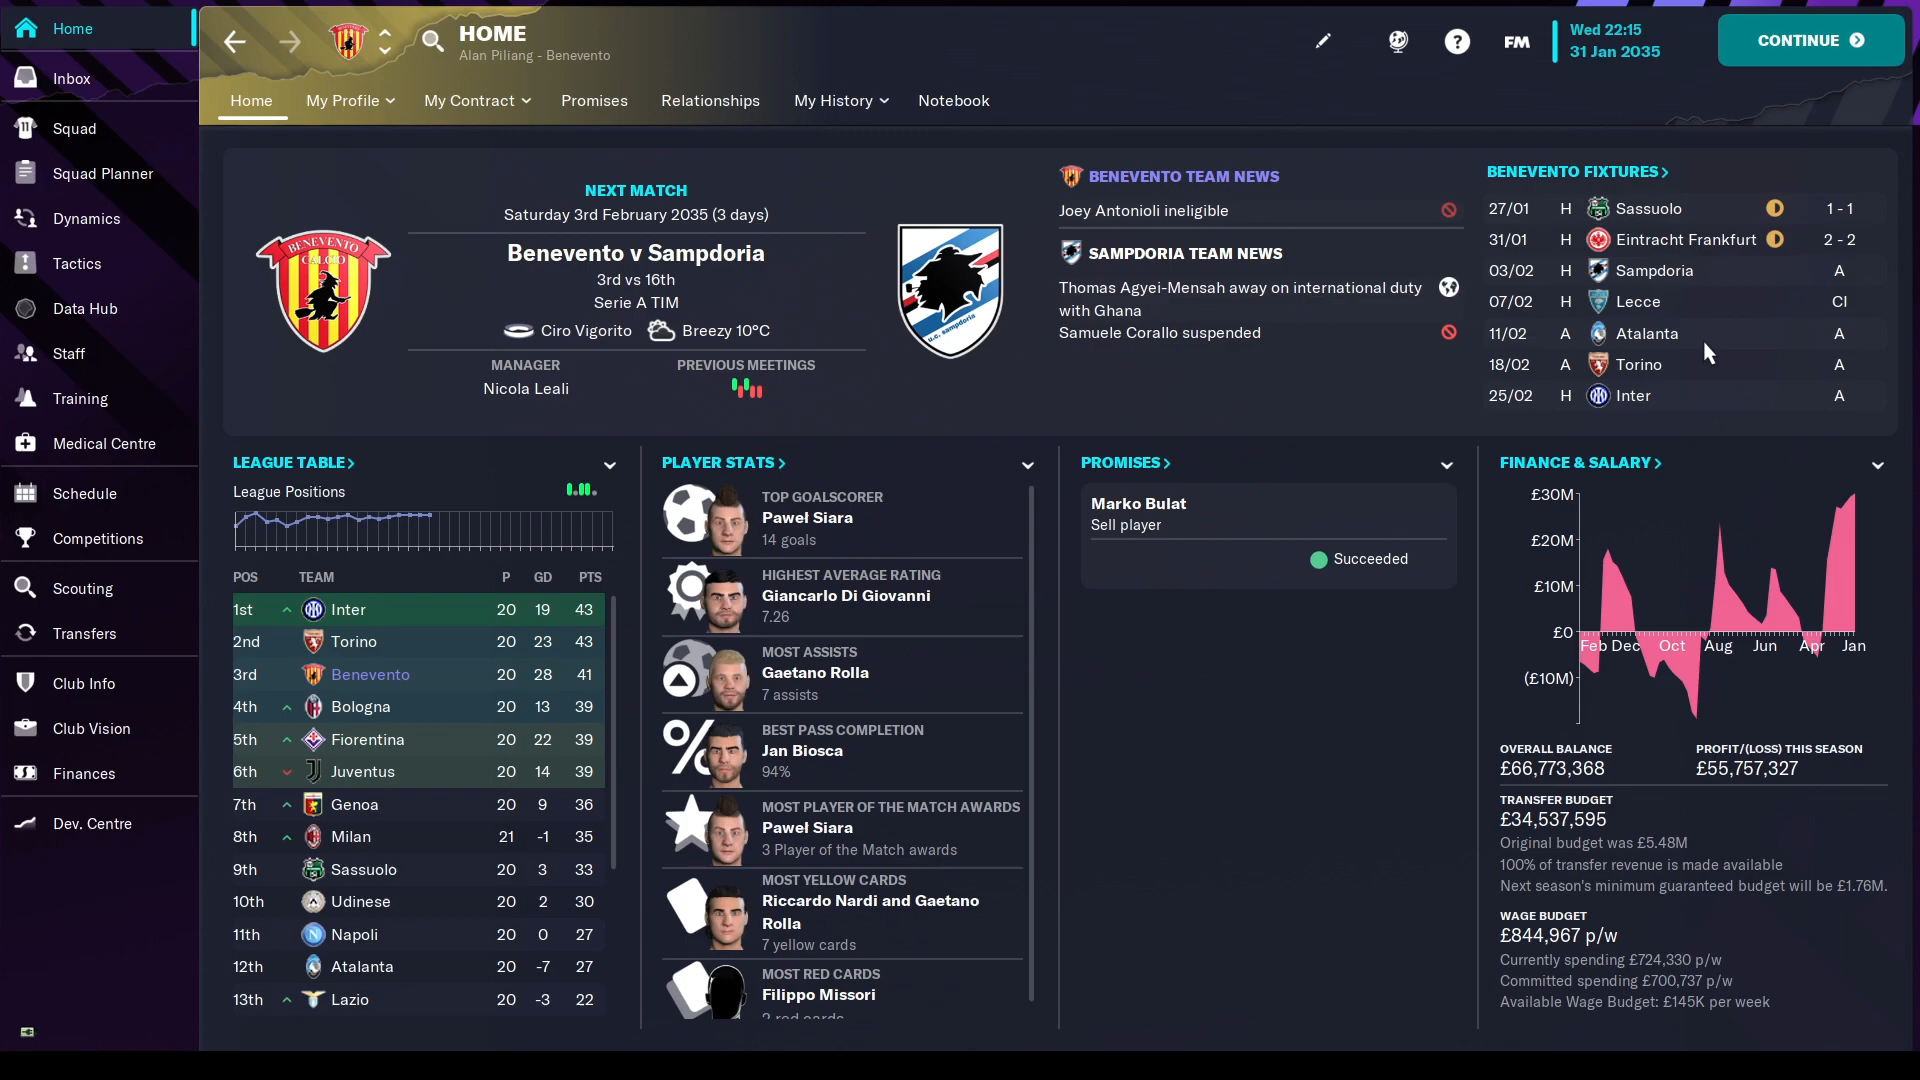 Home
Inbox
Squad
Squad Planner
Dynamics
Tactics
Data Hub
Staff
Training
Medical Centre
Schedule
Competitions
Scouting
Transfers
Club Info
Club Vision
Finances
Dev. Centre
HOME
Alan Piliang - Benevento
FM
Wed 22:15
31 Jan 2035
CONTINUE
Home
My Profile
My Contract
Promises
Relationships
My History
Notebook
BENEVENTO
CALCIO
NEXT MATCH
Saturday 3rd February 2035 (3 days)
Benevento v Sampdoria
3rd vs 16th
Serie A TIM
Ciro Vigorito
Breezy 10°C
MANAGER
Nicola Leali
PREVIOUS MEETINGS
u.c. sampdoria
BENEVENTO TEAM NEWS
Joey Antonioli ineligible
SAMPDORIA TEAM NEWS
Thomas Agyei-Mensah away on international duty
with Ghana
Samuele Corallo suspended
BENEVENTO FIXTURES
27/01 H Sassuolo 1 - 1
31/01 H Eintracht Frankfurt 2 - 2
03/02 H Sampdoria A
07/02 H Lecce CI
11/02 A Atalanta A
18/02 A Torino A
25/02 H Inter A
LEAGUE TABLE
League Positions
POS TEAM P GD PTS
1st Inter 20 19 43
2nd Torino 20 23 43
3rd Benevento 20 28 41
4th Bologna 20 13 39
5th Fiorentina 20 22 39
6th Juventus 20 14 39
7th Genoa 20 9 36
8th Milan 21 -1 35
9th Sassuolo 20 3 33
10th Udinese 20 2 30
11th Napoli 20 0 27
12th Atalanta 20 -7 27
13th Lazio 20 -3 22
PLAYER STATS
TOP GOALSCORER
Paweł Siara
14 goals
HIGHEST AVERAGE RATING
Giancarlo Di Giovanni
7.26
MOST ASSISTS
Gaetano Rolla
7 assists
BEST PASS COMPLETION
Jan Biosca
94%
MOST PLAYER OF THE MATCH AWARDS
Paweł Siara
3 Player of the Match awards
MOST YELLOW CARDS
Riccardo Nardi and Gaetano
Rolla
7 yellow cards
MOST RED CARDS
Filippo Missori
2 red cards
PROMISES
Marko Bulat
Sell player
Succeeded
FINANCE & SALARY
£30M
£20M
£10M
£0
(£10M)
Feb Dec Oct Aug Jun Apr Jan
OVERALL BALANCE
£66,773,368
PROFIT/(LOSS) THIS SEASON
£55,757,327
TRANSFER BUDGET
£34,537,595
Original budget was £5.48M
100% of transfer revenue is made available
Next season's minimum guaranteed budget will be £1.76M.
WAGE BUDGET
£844,967 p/w
Currently spending £724,330 p/w
Committed spending £700,737 p/w
Available Wage Budget: £145K per week